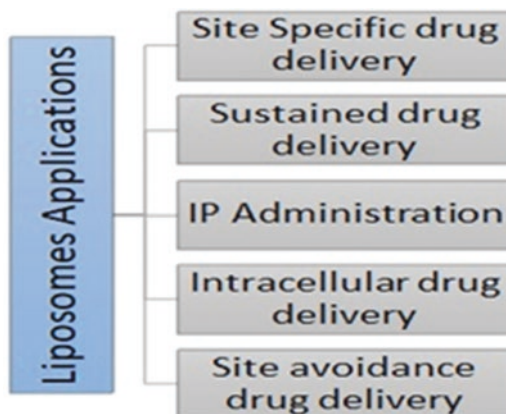 Liposomes Applications
Site Specific drug
delivery
Sustained drug
delivery
IP Administration
Intracellular drug
delivery
Site avoidance
drug delivery